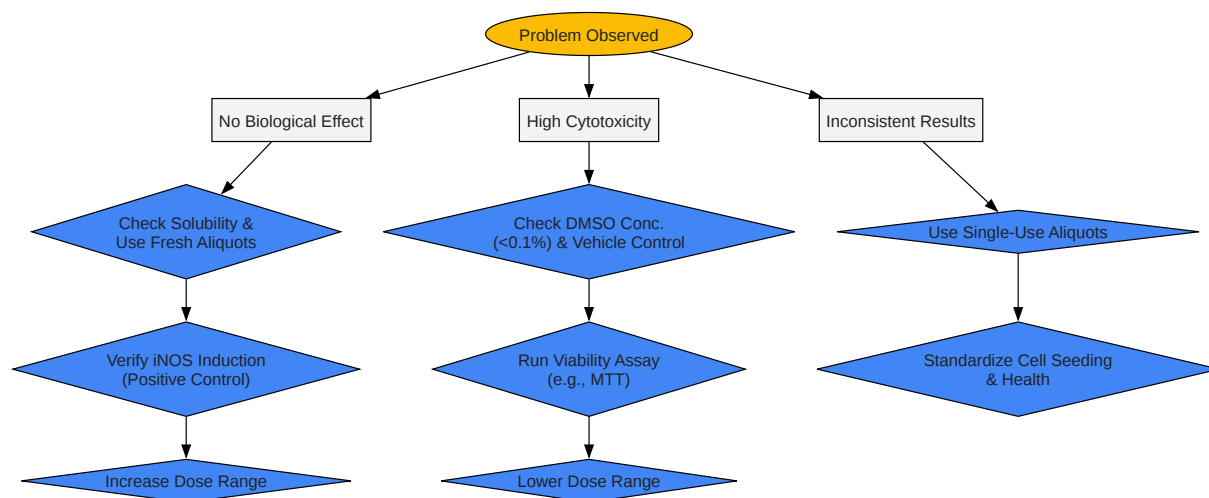 Problem Observed
No Biological Effect
High Cytotoxicity
Inconsistent Results
Check Solubility &
Use Fresh Aliquots
Check DMSO Conc.
(<0.1%) & Vehicle Control
Use Single-Use Aliquots
Verify iNOS Induction
(Positive Control)
Run Viability Assay
(e.g., MTT)
Standardize Cell Seeding
& Health
Increase Dose Range
Lower Dose Range